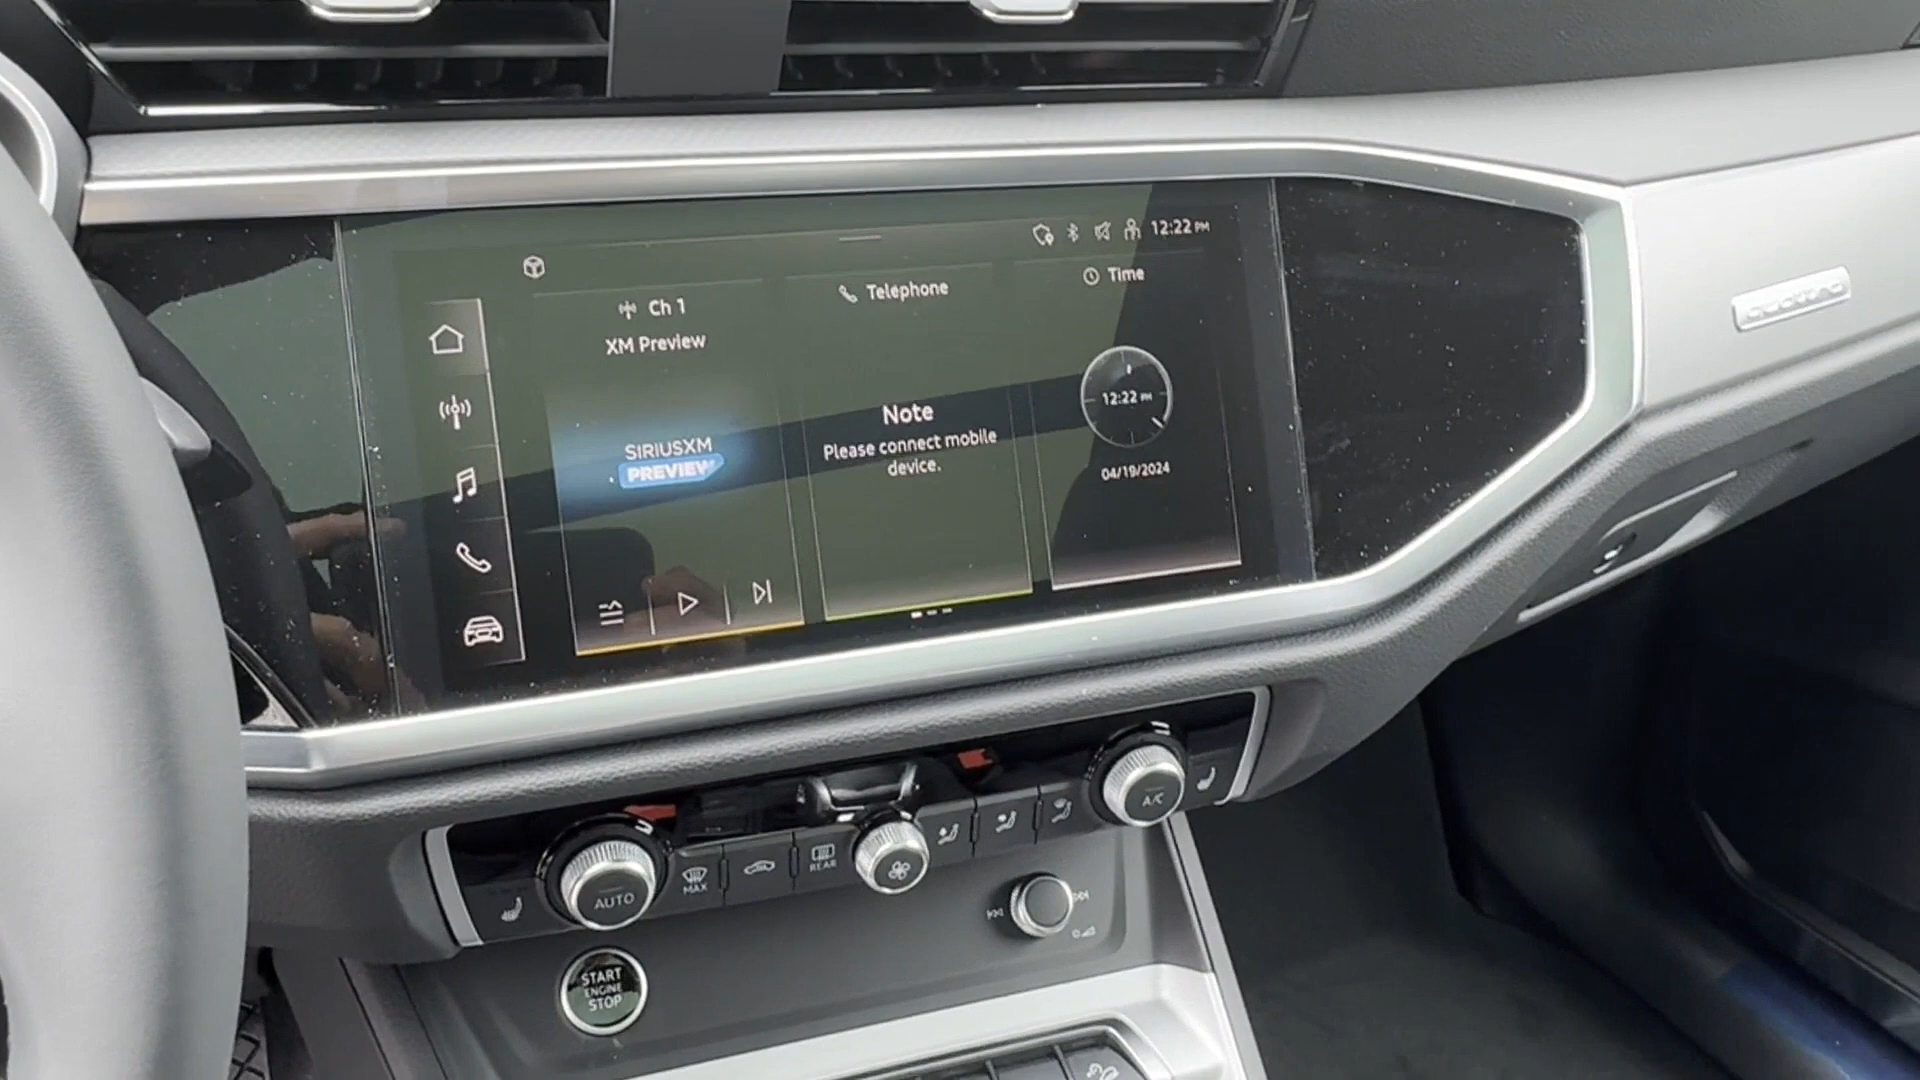 12:22 PM
Ch 1
XM Preview
SIRIUSXM
PREVIEW
Telephone
Note
Please connect mobile
device.
Time
12:22 PM
04/19/2024
quattro
AUTO
MAX
REAR
A/C
START
ENGINE
STOP